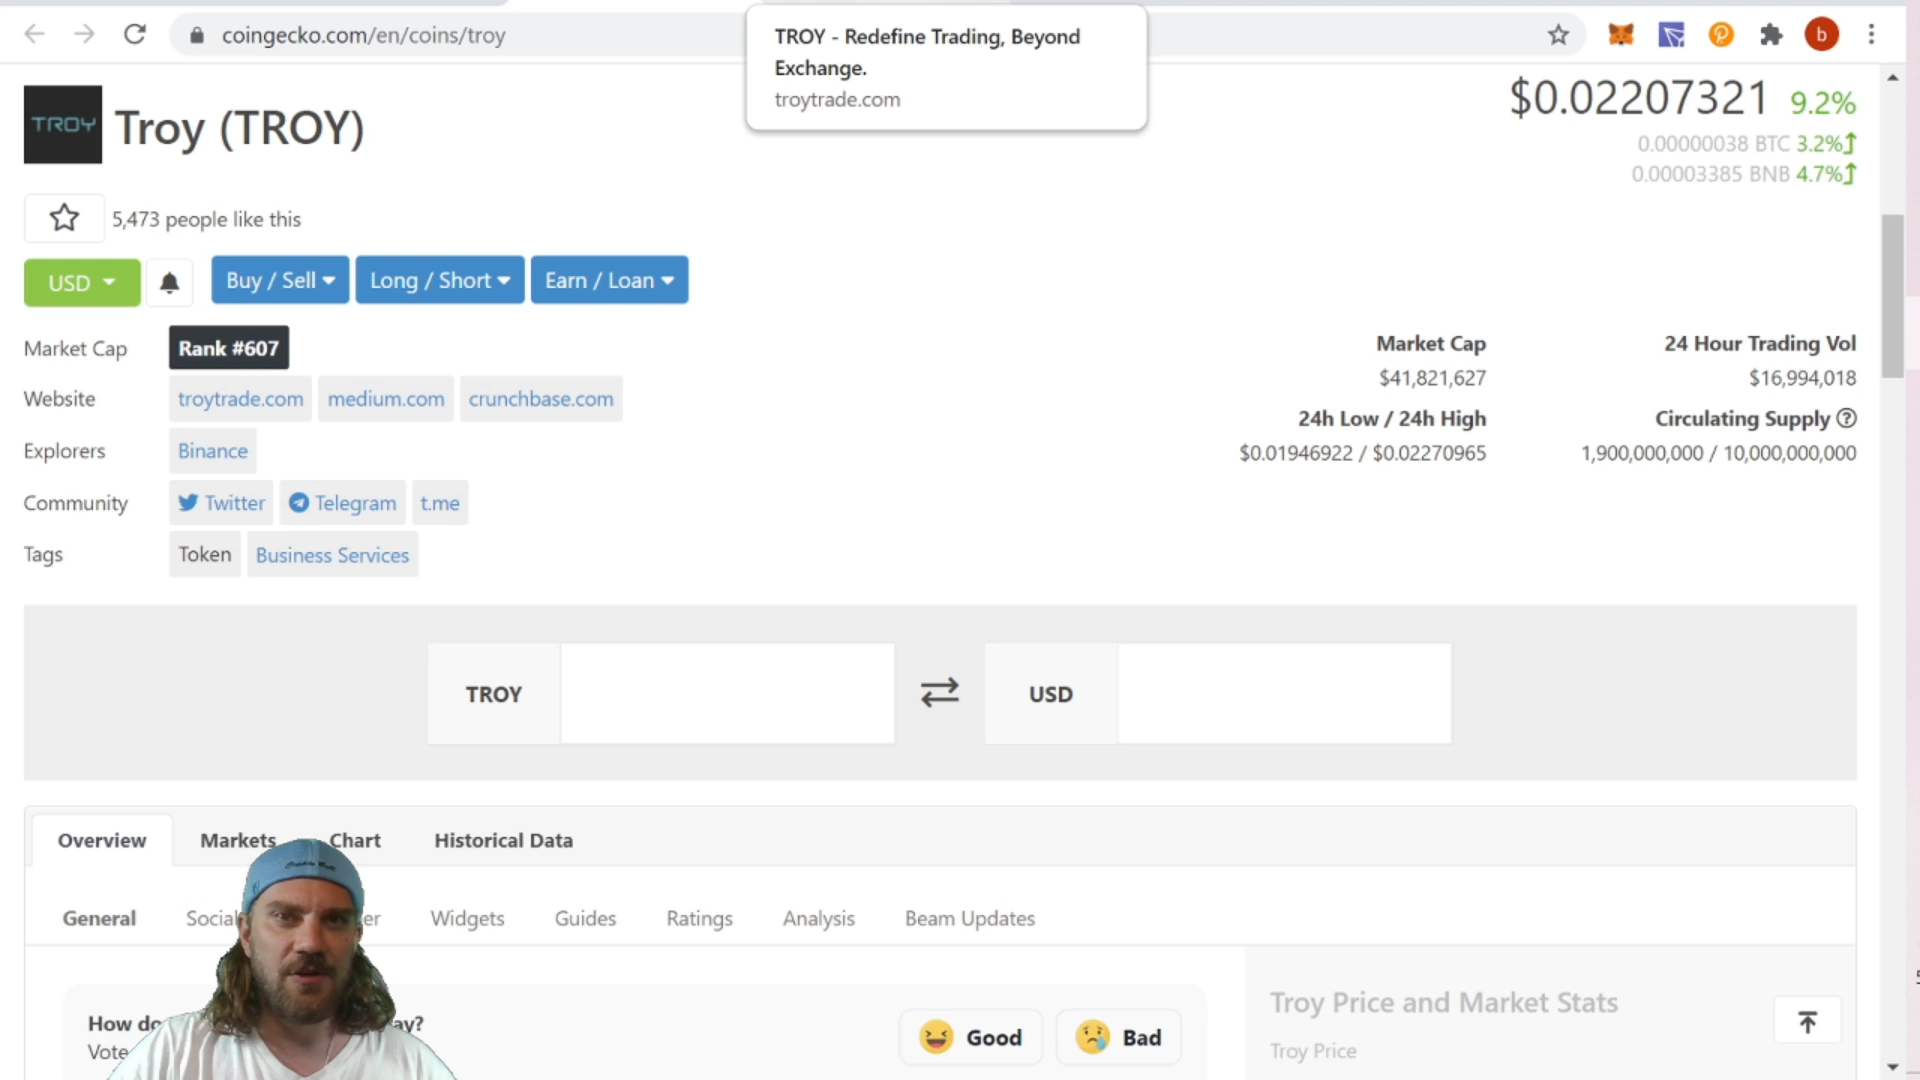 coingecko.com/en/coins/troy
TROY - Redefine Trading, Beyond
Exchange.
troytrade.com
b
TROY
Troy (TROY)
$0.02207321 9.2%
0.00000038 BTC 3.2%
0.00003385 BNB 4.7%
5,473 people like this
USD
Buy / Sell
Long / Short
Earn / Loan
Market Cap Rank #607
Website troytrade.com medium.com crunchbase.com
Explorers Binance
Community Twitter Telegram t.me
Tags Token Business Services
Market Cap 24 Hour Trading Vol
$41,821,627 $16,994,018
24h Low / 24h High Circulating Supply
$0.01946922 / $0.02270965 1,900,000,000 / 10,000,000,000
TROY USD
Overview Markets Chart Historical Data
General Social er Widgets Guides Ratings Analysis Beam Updates
How do ay?
Vote
Good Bad
Troy Price and Market Stats
Troy Price